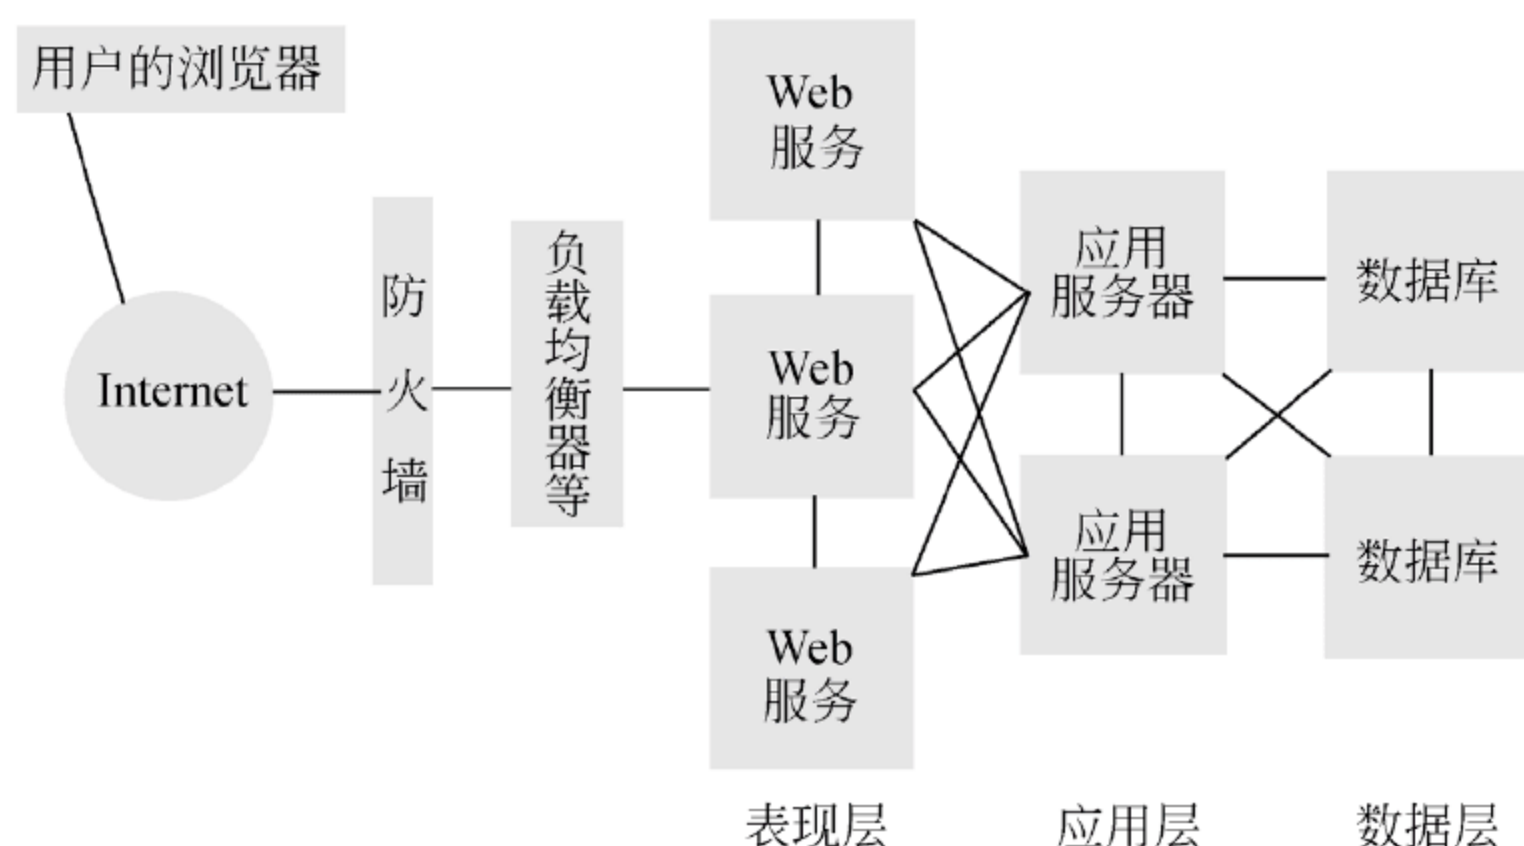 用户的浏览器
Internet
防
火
墙
负
载
均
衡
器
等
Web
服务
Web
服务
Web
服务
应用
服务器
应用
服务器
数据库
数据库
表现层
应用层
数据层